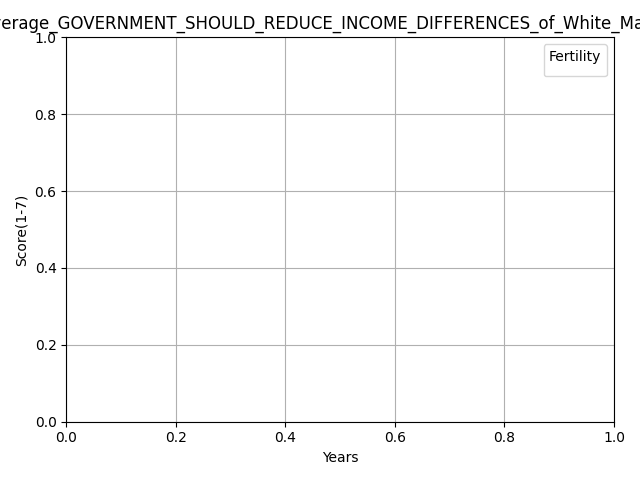 verage_GOVERNMENT_SHOULD_REDUCE_INCOME_DIFFERENCES_of_White_Ma
Fertility
1.0
0.8
0.6
0.4
0.2
0.0
Score(1-7)
0.0 0.2 0.4 0.6 0.8 1.0
Years